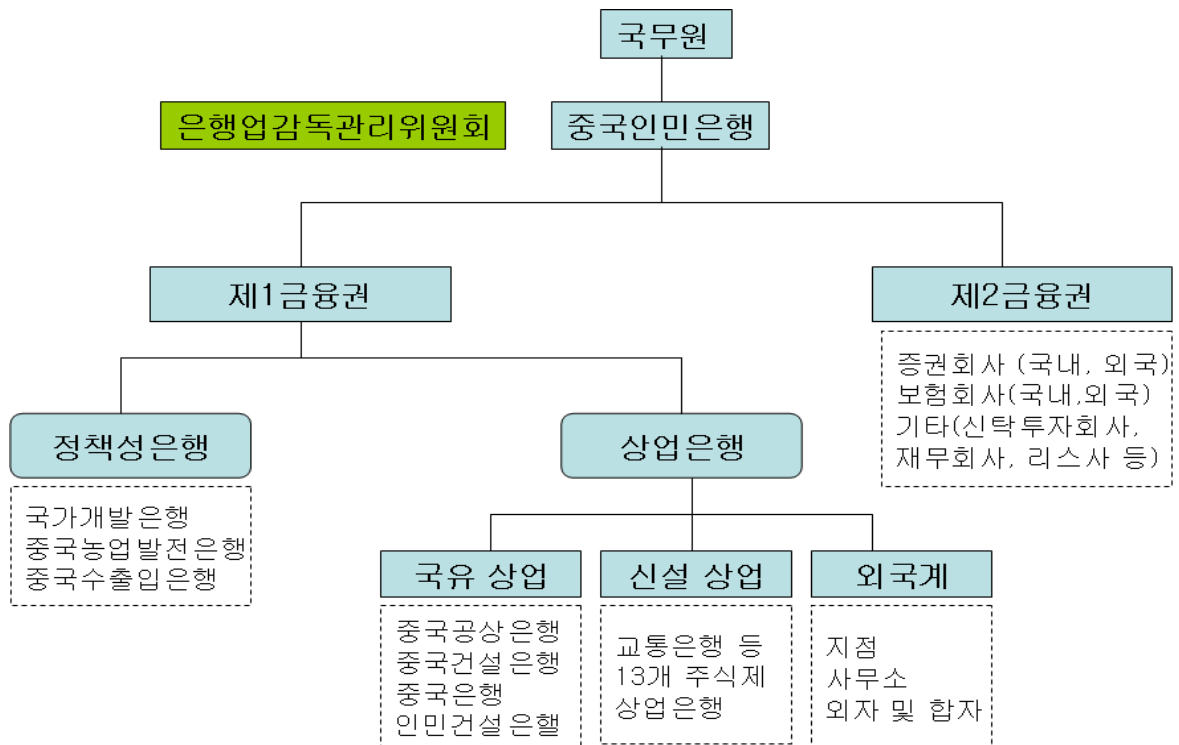 국무원
은행업감독관리위원회
중국인민은행
제1금융권
제2금융권
증권회사 (국내, 외국)
보험회사(국내,외국)
기타(신탁투자회사,
재무회사, 리스사 등)
정책성은행
상업은행
국가개발은행
중국농업발전은행
중국수출입은행
국유 상업
신설 상업
외국계
중국공상은행
중국건설은행
중국은행
인민건설은핼
교통은행 등
13개 주식제
상업은행
지점
사무소
외자 및 합자